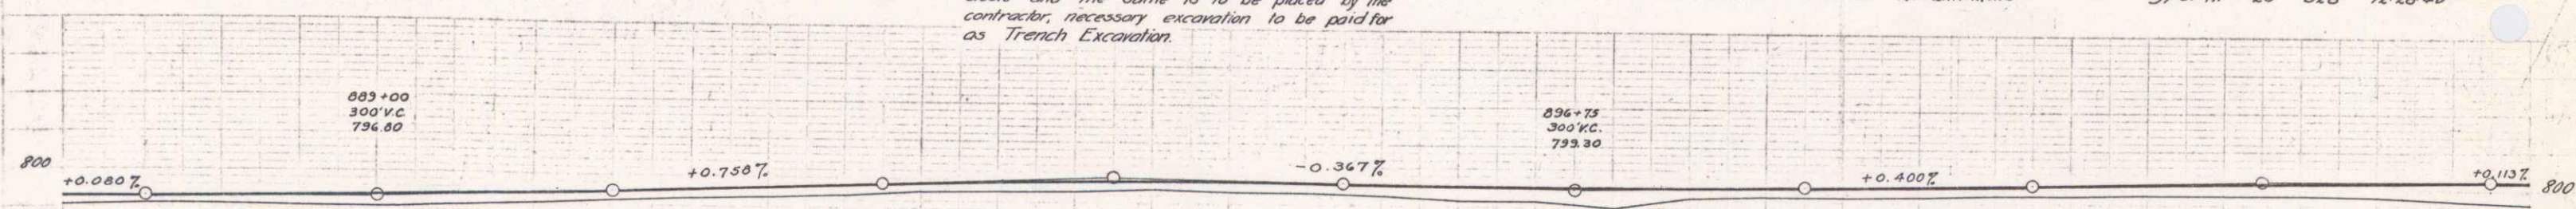 contractor, necessary excavation to be paid for
as Trench Excavation.
889+00
300'V.C.
796.80
896+75
300'V.C.
799.30
800
+0.080%
+0.758%
-0.367%
+0.400%
+0.113%
800